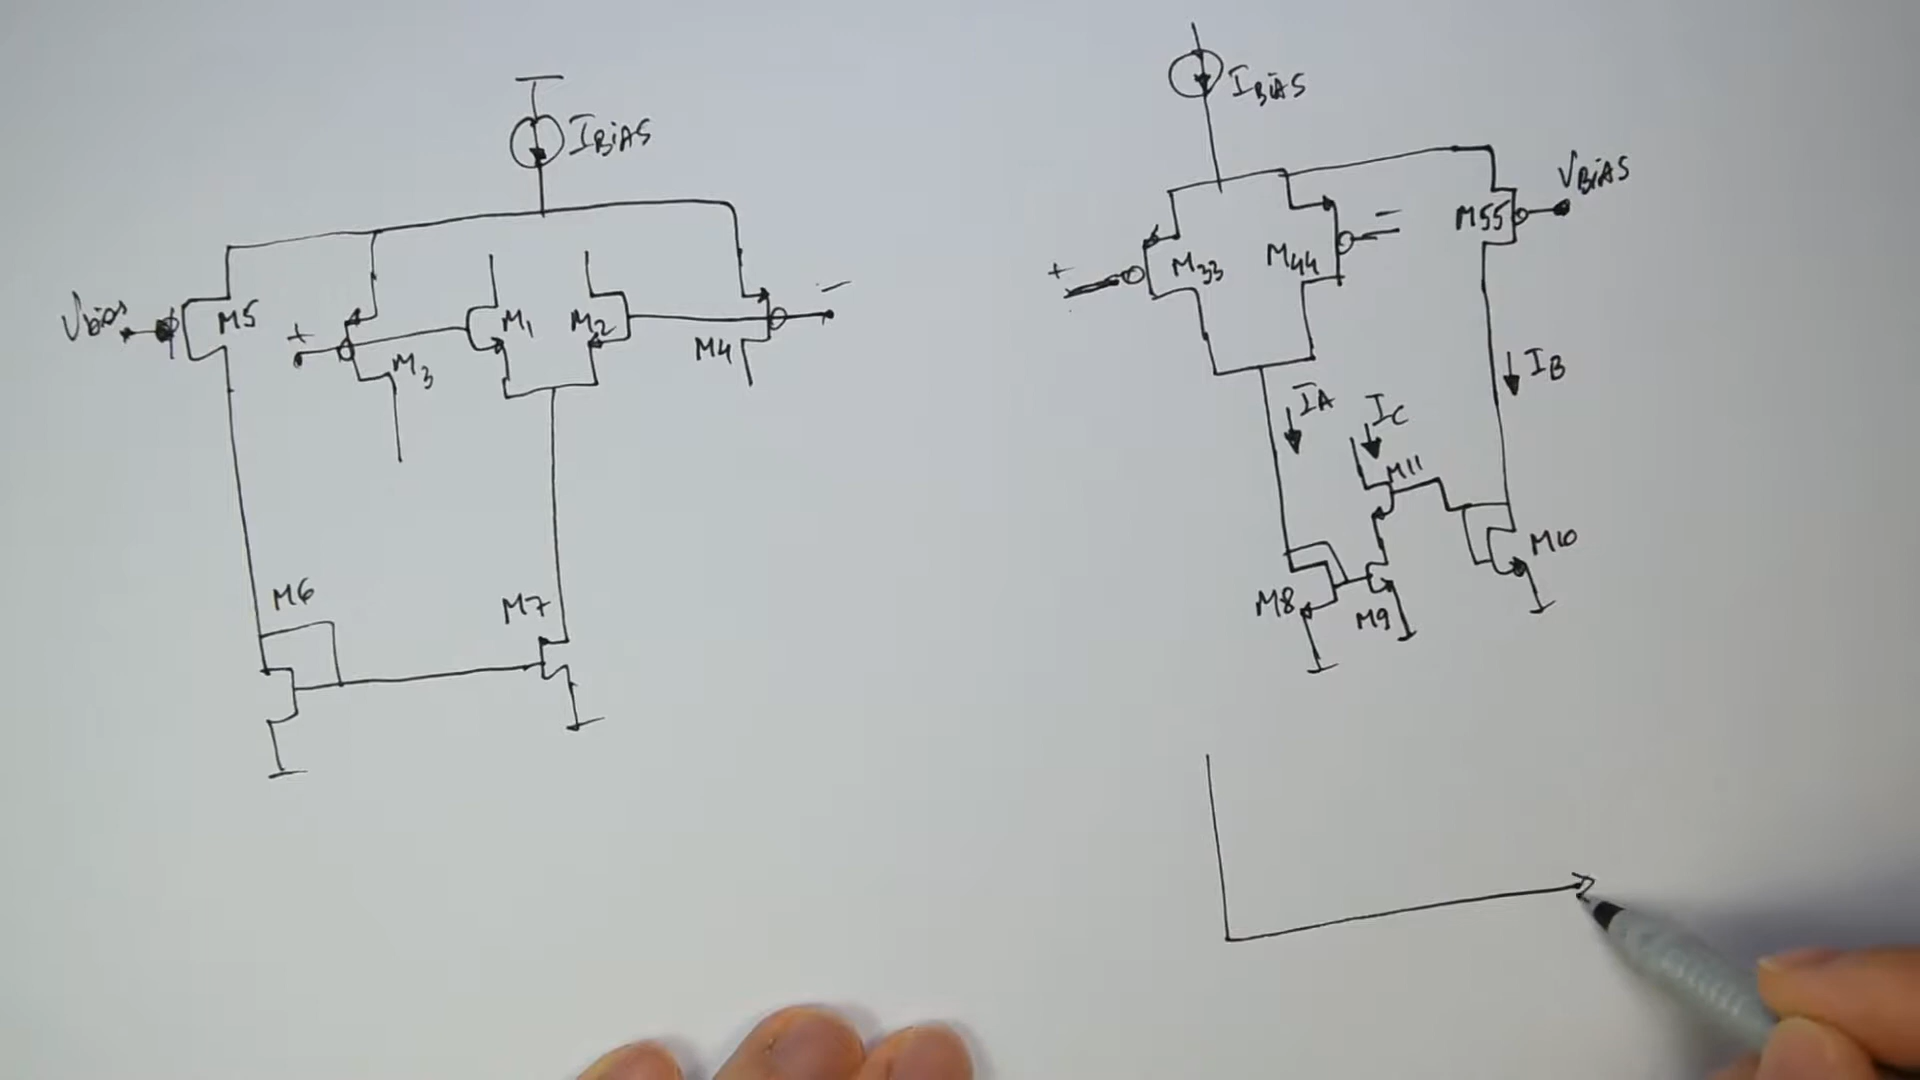 IBiAS
Vbias
M5
+
M3
M1
M2
M4
−
M6
M7
IBiAS
VBiAS
+
M33
M44
−
M55
IA
IC
IB
M11
M8
M9
M10